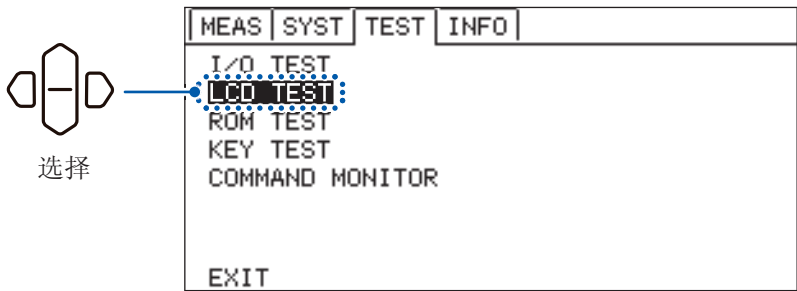 MEAS SYST TEST INFO
I/O TEST
LCD TEST
ROM TEST
KEY TEST
COMMAND MONITOR
EXIT
选择